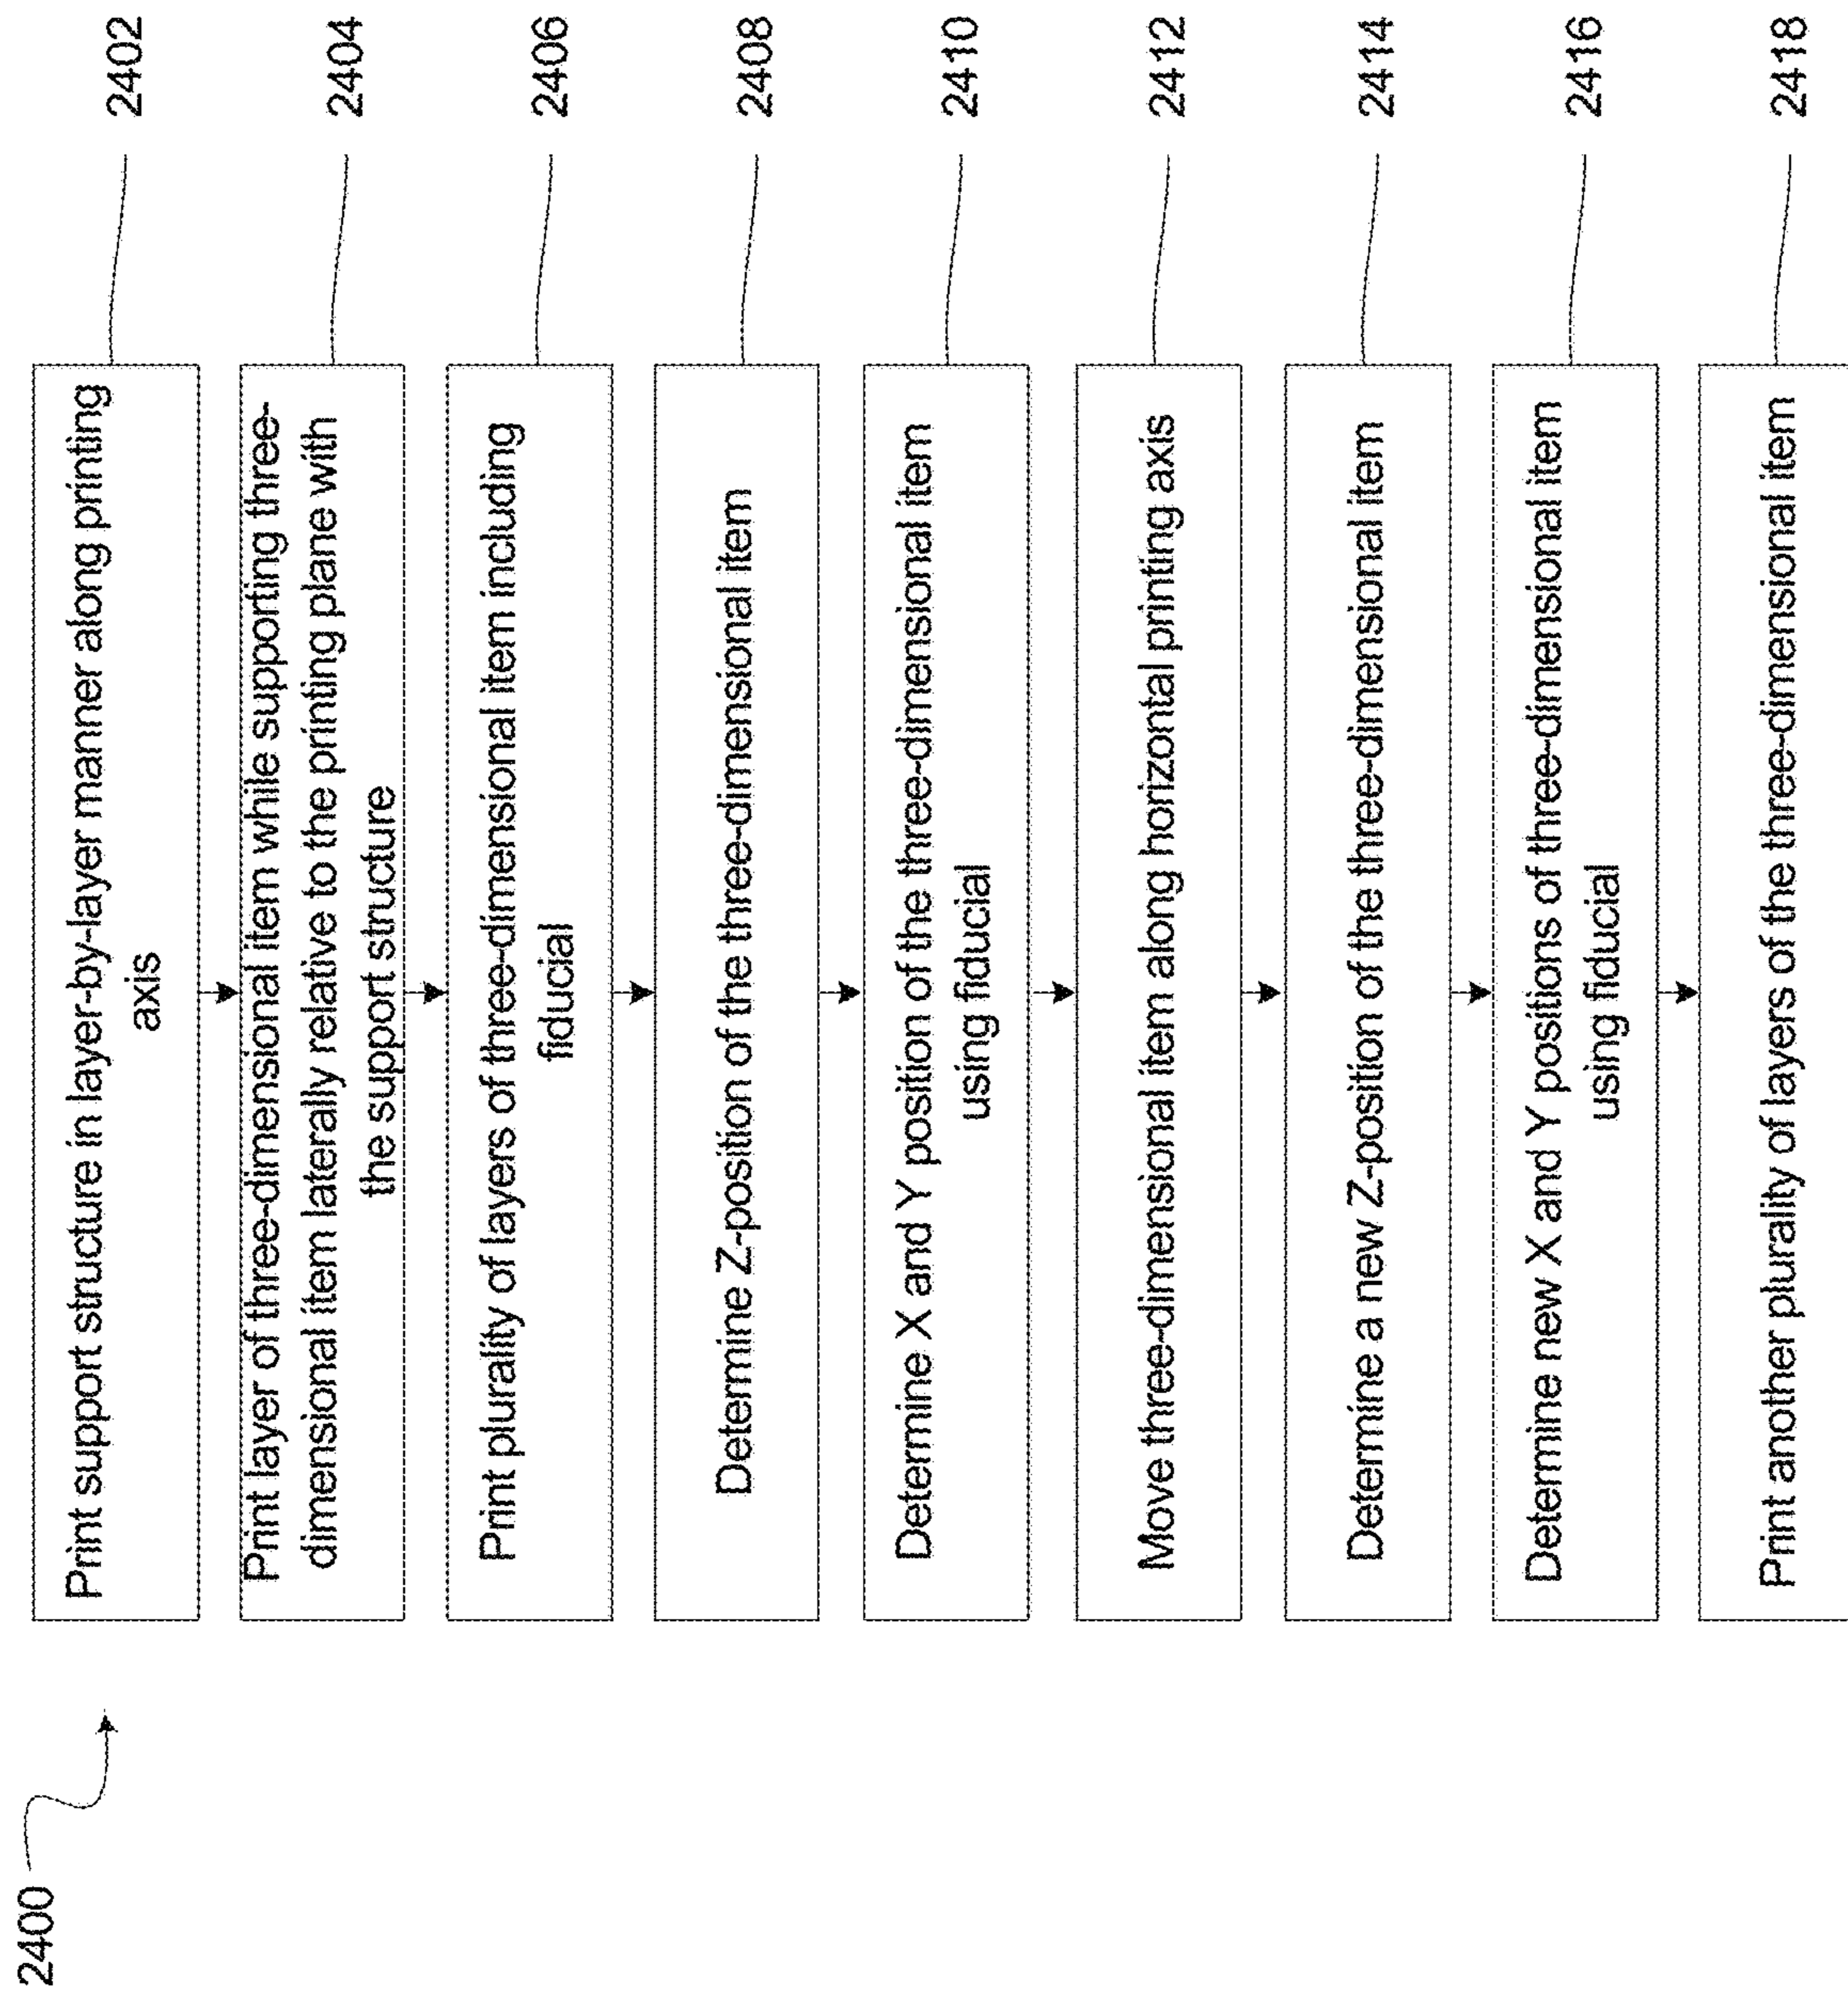 2400
Print support structure in layer-by-layer manner along printing
axis
2402
Print layer of three-dimensional item while supporting three-
dimensional item laterally relative to the printing plane with
the support structure
2404
Print plurality of layers of three-dimensional item including
fiducial
2406
Determine Z-position of the three-dimensional item
2408
Determine X and Y position of the three-dimensional item
using fiducial
2410
Move three-dimensional item along horizontal printing axis
2412
Determine a new Z-position of the three-dimensional item
2414
Determine new X and Y positions of three-dimensional item
using fiducial
2416
Print another plurality of layers of the three-dimensional item
2418